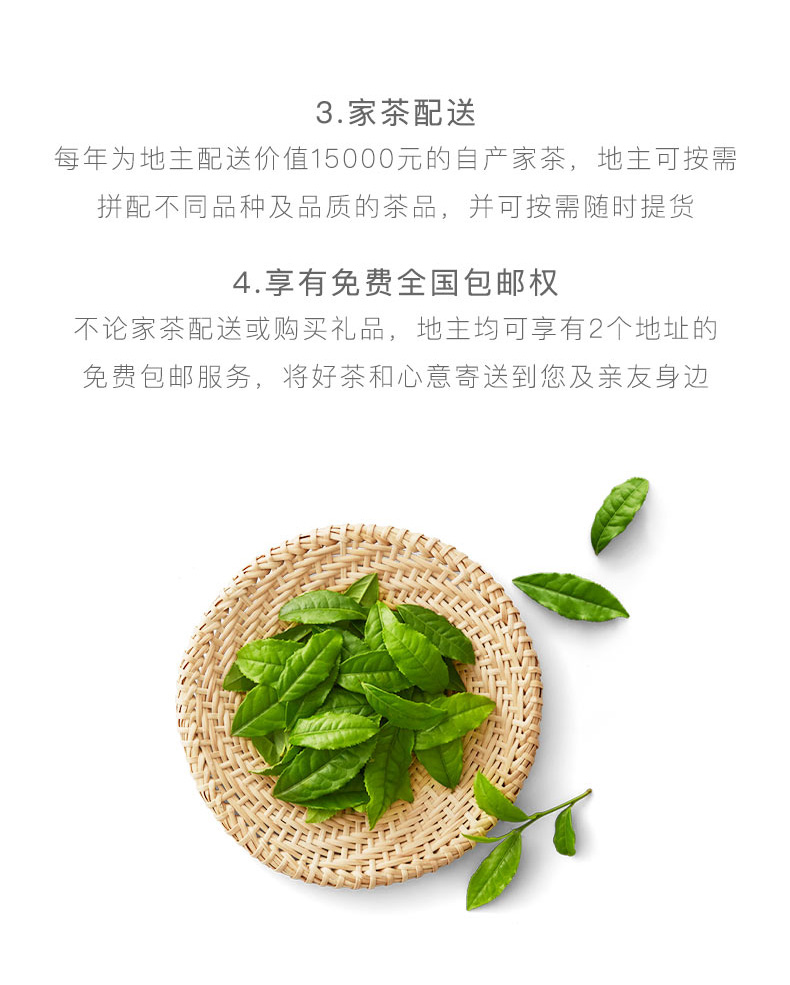 3.家茶配送
每年为地主配送价值15000元的自产家茶，地主可按需
拼配不同品种及品质的茶品，并可按需随时提货
4.享有免费全国包邮权
不论家茶配送或购买礼品，地主均可享有2个地址的
免费包邮服务，将好茶和心意寄送到您及亲友身边